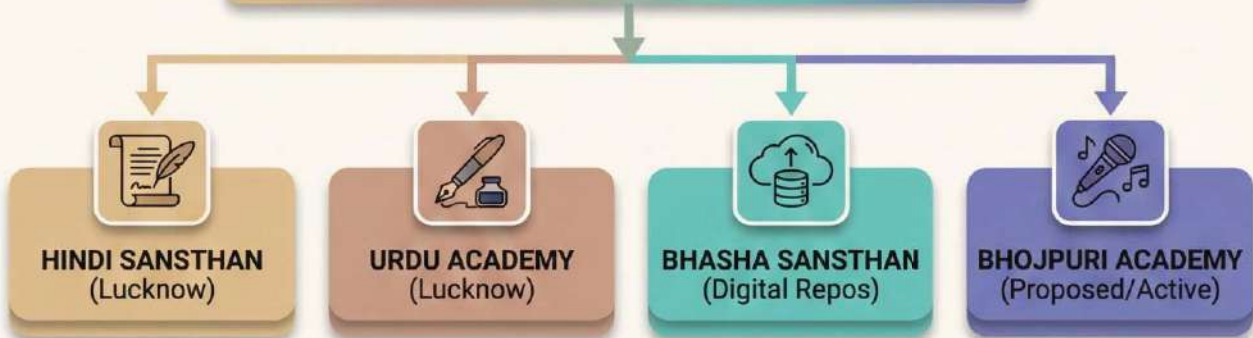 HINDI SANSTHAN
(Lucknow)
URDU ACADEMY
(Lucknow)
BHASHA SANSTHAN
(Digital Repos)
BHOJPURI ACADEMY
(Proposed/Active)